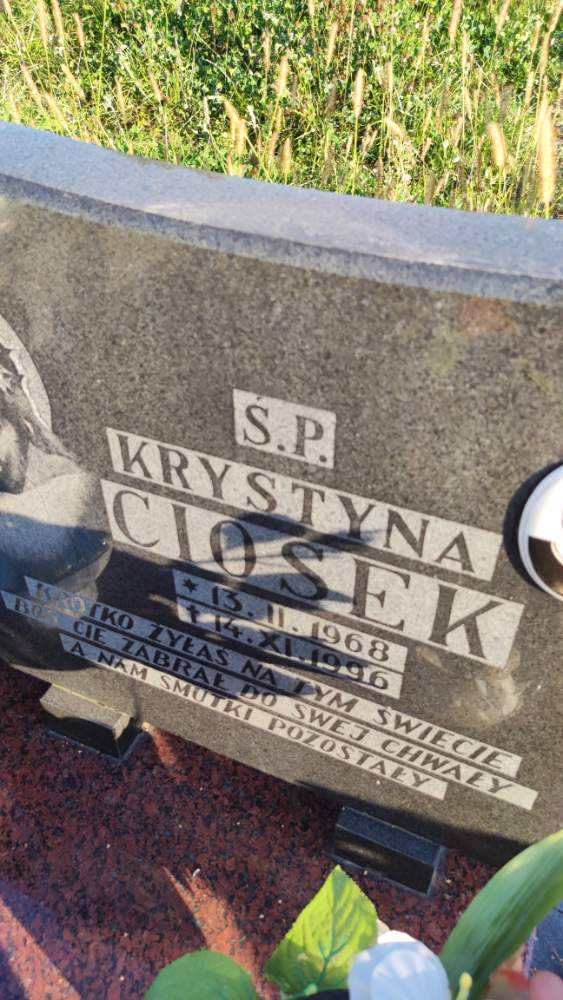 Ś.P.
KRYSTYNA
CIOSEK
* 13. II. 1968
† 14. XI. 1996
KRÓTKO ŻYŁAŚ NA TYM ŚWIECIE
BÓG CIĘ ZABRAŁ DO SWEJ CHWAŁY
A NAM SMUTKI POZOSTAŁY